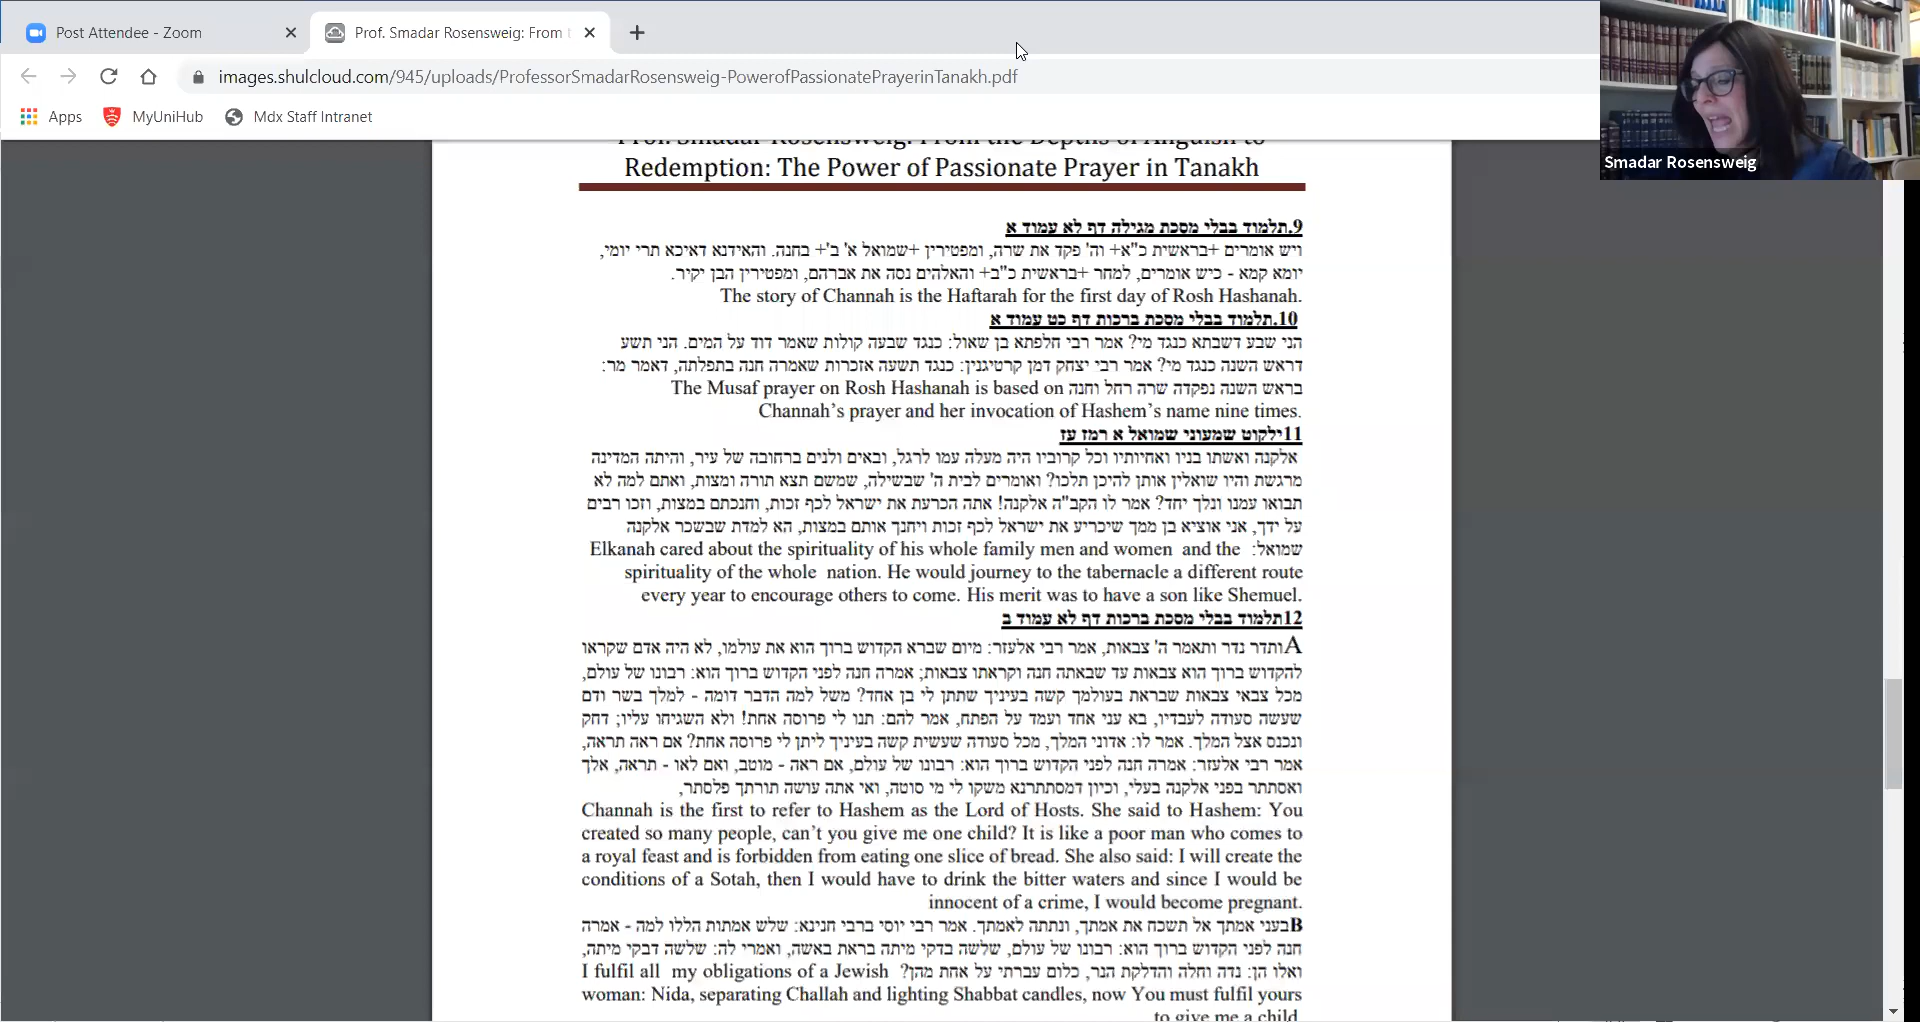 Post Attendee - Zoom
Prof. Smadar Rosensweig: From
images.shulcloud.com/945/uploads/ProfessorSmadarRosensweig-PowerofPassionatePrayerinTanakh.pdf
Apps MyUniHub Mdx Staff Intranet
Smadar Rosensweig
Prof. Smadar Rosensweig: From the Depths of Anguish to
Redemption: The Power of Passionate Prayer in Tanakh
9.תלמוד בבלי מסכת מגילה דף לא עמוד א
ויש אומרים +בראשית כ"א+ וה' פקד את שרה, ומפטירין +שמואל א' ב'+ בחנה. והאידנא דאיכא תרי יומי,
יומא קמא - כיש אומרים, למחר +בראשית כ"ב+ והאלהים נסה את אברהם, ומפטירין הבן יקיר.
The story of Channah is the Haftarah for the first day of Rosh Hashanah.
10.תלמוד בבלי מסכת ברכות דף כט עמוד א
הני שבע דשבתא כנגד מי? אמר רבי חלפתא בן שאול: כנגד שבעה קולות שאמר דוד על המים. הני תשע
דראש השנה כנגד מי? אמר רבי יצחק דמן קרטיגנין: כנגד תשעה אזכרות שאמרה חנה בתפלתה, דאמר מר:
בראש השנה נפקדה שרה רחל וחנה The Musaf prayer on Rosh Hashanah is based on
Channah's prayer and her invocation of Hashem's name nine times.
11ילקוט שמעוני שמואל א רמז עז
אלקנה ואשתו בניו ואחיותיו וכל קרוביו היה מעלה עמו לרגל, ובאים ולנים ברחובה של עיר, והיתה המדינה
מרגשת והיו שואלין אותן להיכן תלכו? ואומרים לבית ה' שבשילה, שמשם תצא תורה ומצות, ואתם למה לא
תבואו עמנו ונלך יחד? אמר לו הקב"ה אלקנה! אתה הכרעת את ישראל לכף זכות, וחנכתם במצות, וזכו רבים
על ידך, אני אוציא בן ממך שיכריע את ישראל לכף זכות ויחנך אותם במצות, הא למדת שבשכר אלקנה
שמואל: Elkanah cared about the spirituality of his whole family men and women and the
spirituality of the whole nation. He would journey to the tabernacle a different route
every year to encourage others to come. His merit was to have a son like Shemuel.
12תלמוד בבלי מסכת ברכות דף לא עמוד ב
Aותדר נדר ותאמר ה' צבאות, אמר רבי אלעזר: מיום שברא הקדוש ברוך הוא את עולמו, לא היה אדם שקראו
להקדוש ברוך הוא צבאות עד שבאתה חנה וקראתו צבאות; אמרה חנה לפני הקדוש ברוך הוא: רבונו של עולם,
מכל צבאי צבאות שבראת בעולמך קשה בעיניך שתתן לי בן אחד? משל למה הדבר דומה - למלך בשר ודם
שעשה סעודה לעבדיו, בא עני אחד ועמד על הפתח, אמר להם: תנו לי פרוסה אחת! ולא השגיחו עליו; דחק
ונכנס אצל המלך. אמר לו: אדוני המלך, מכל סעודה שעשית קשה בעיניך ליתן לי פרוסה אחת? אם ראה תראה,
אמר רבי אלעזר: אמרה חנה לפני הקדוש ברוך הוא: רבונו של עולם, אם ראה - מוטב, ואם לאו - תראה, אלך
ואסתתר בפני אלקנה בעלי, וכיון דמסתתרנא משקו לי מי סוטה, ואי אתה עושה תורתך פלסתר,
Channah is the first to refer to Hashem as the Lord of Hosts. She said to Hashem: You
created so many people, can't you give me one child? It is like a poor man who comes to
a royal feast and is forbidden from eating one slice of bread. She also said: I will create the
conditions of a Sotah, then I would have to drink the bitter waters and since I would be
innocent of a crime, I would become pregnant.
Bבעני אמתך אל תשכח את אמתך, ונתתה לאמתך. אמר רבי יוסי ברבי חנינא: שלש אמתות הללו למה - אמרה
חנה לפני הקדוש ברוך הוא: רבונו של עולם, שלשה בדקי מיתה בראת באשה, ואמרי לה: שלשה דבקי מיתה,
ואלו הן: נדה וחלה והדלקת הנר, כלום עברתי על אחת מהן? I fulfil all my obligations of a Jewish
woman: Nida, separating Challah and lighting Shabbat candles, now You must fulfil yours
to give me a child.